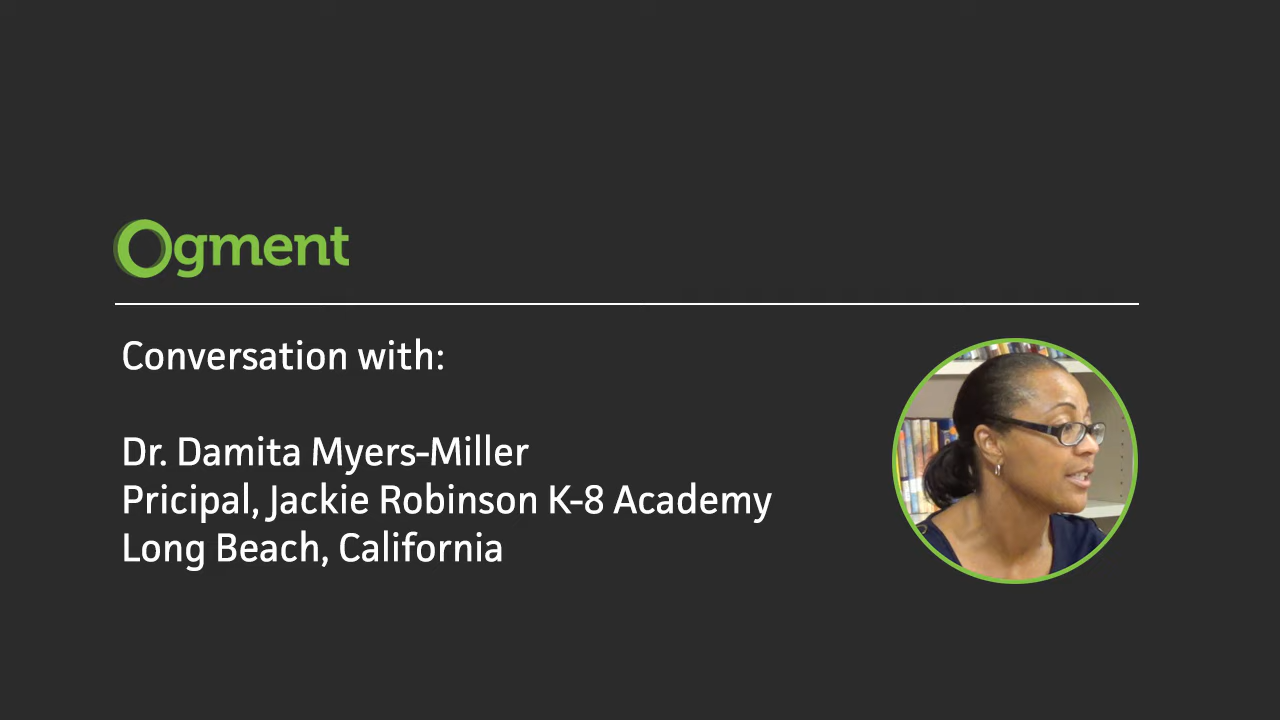 Ogment
Conversation with:
Dr. Damita Myers-Miller
Pricipal, Jackie Robinson K-8 Academy
Long Beach, California